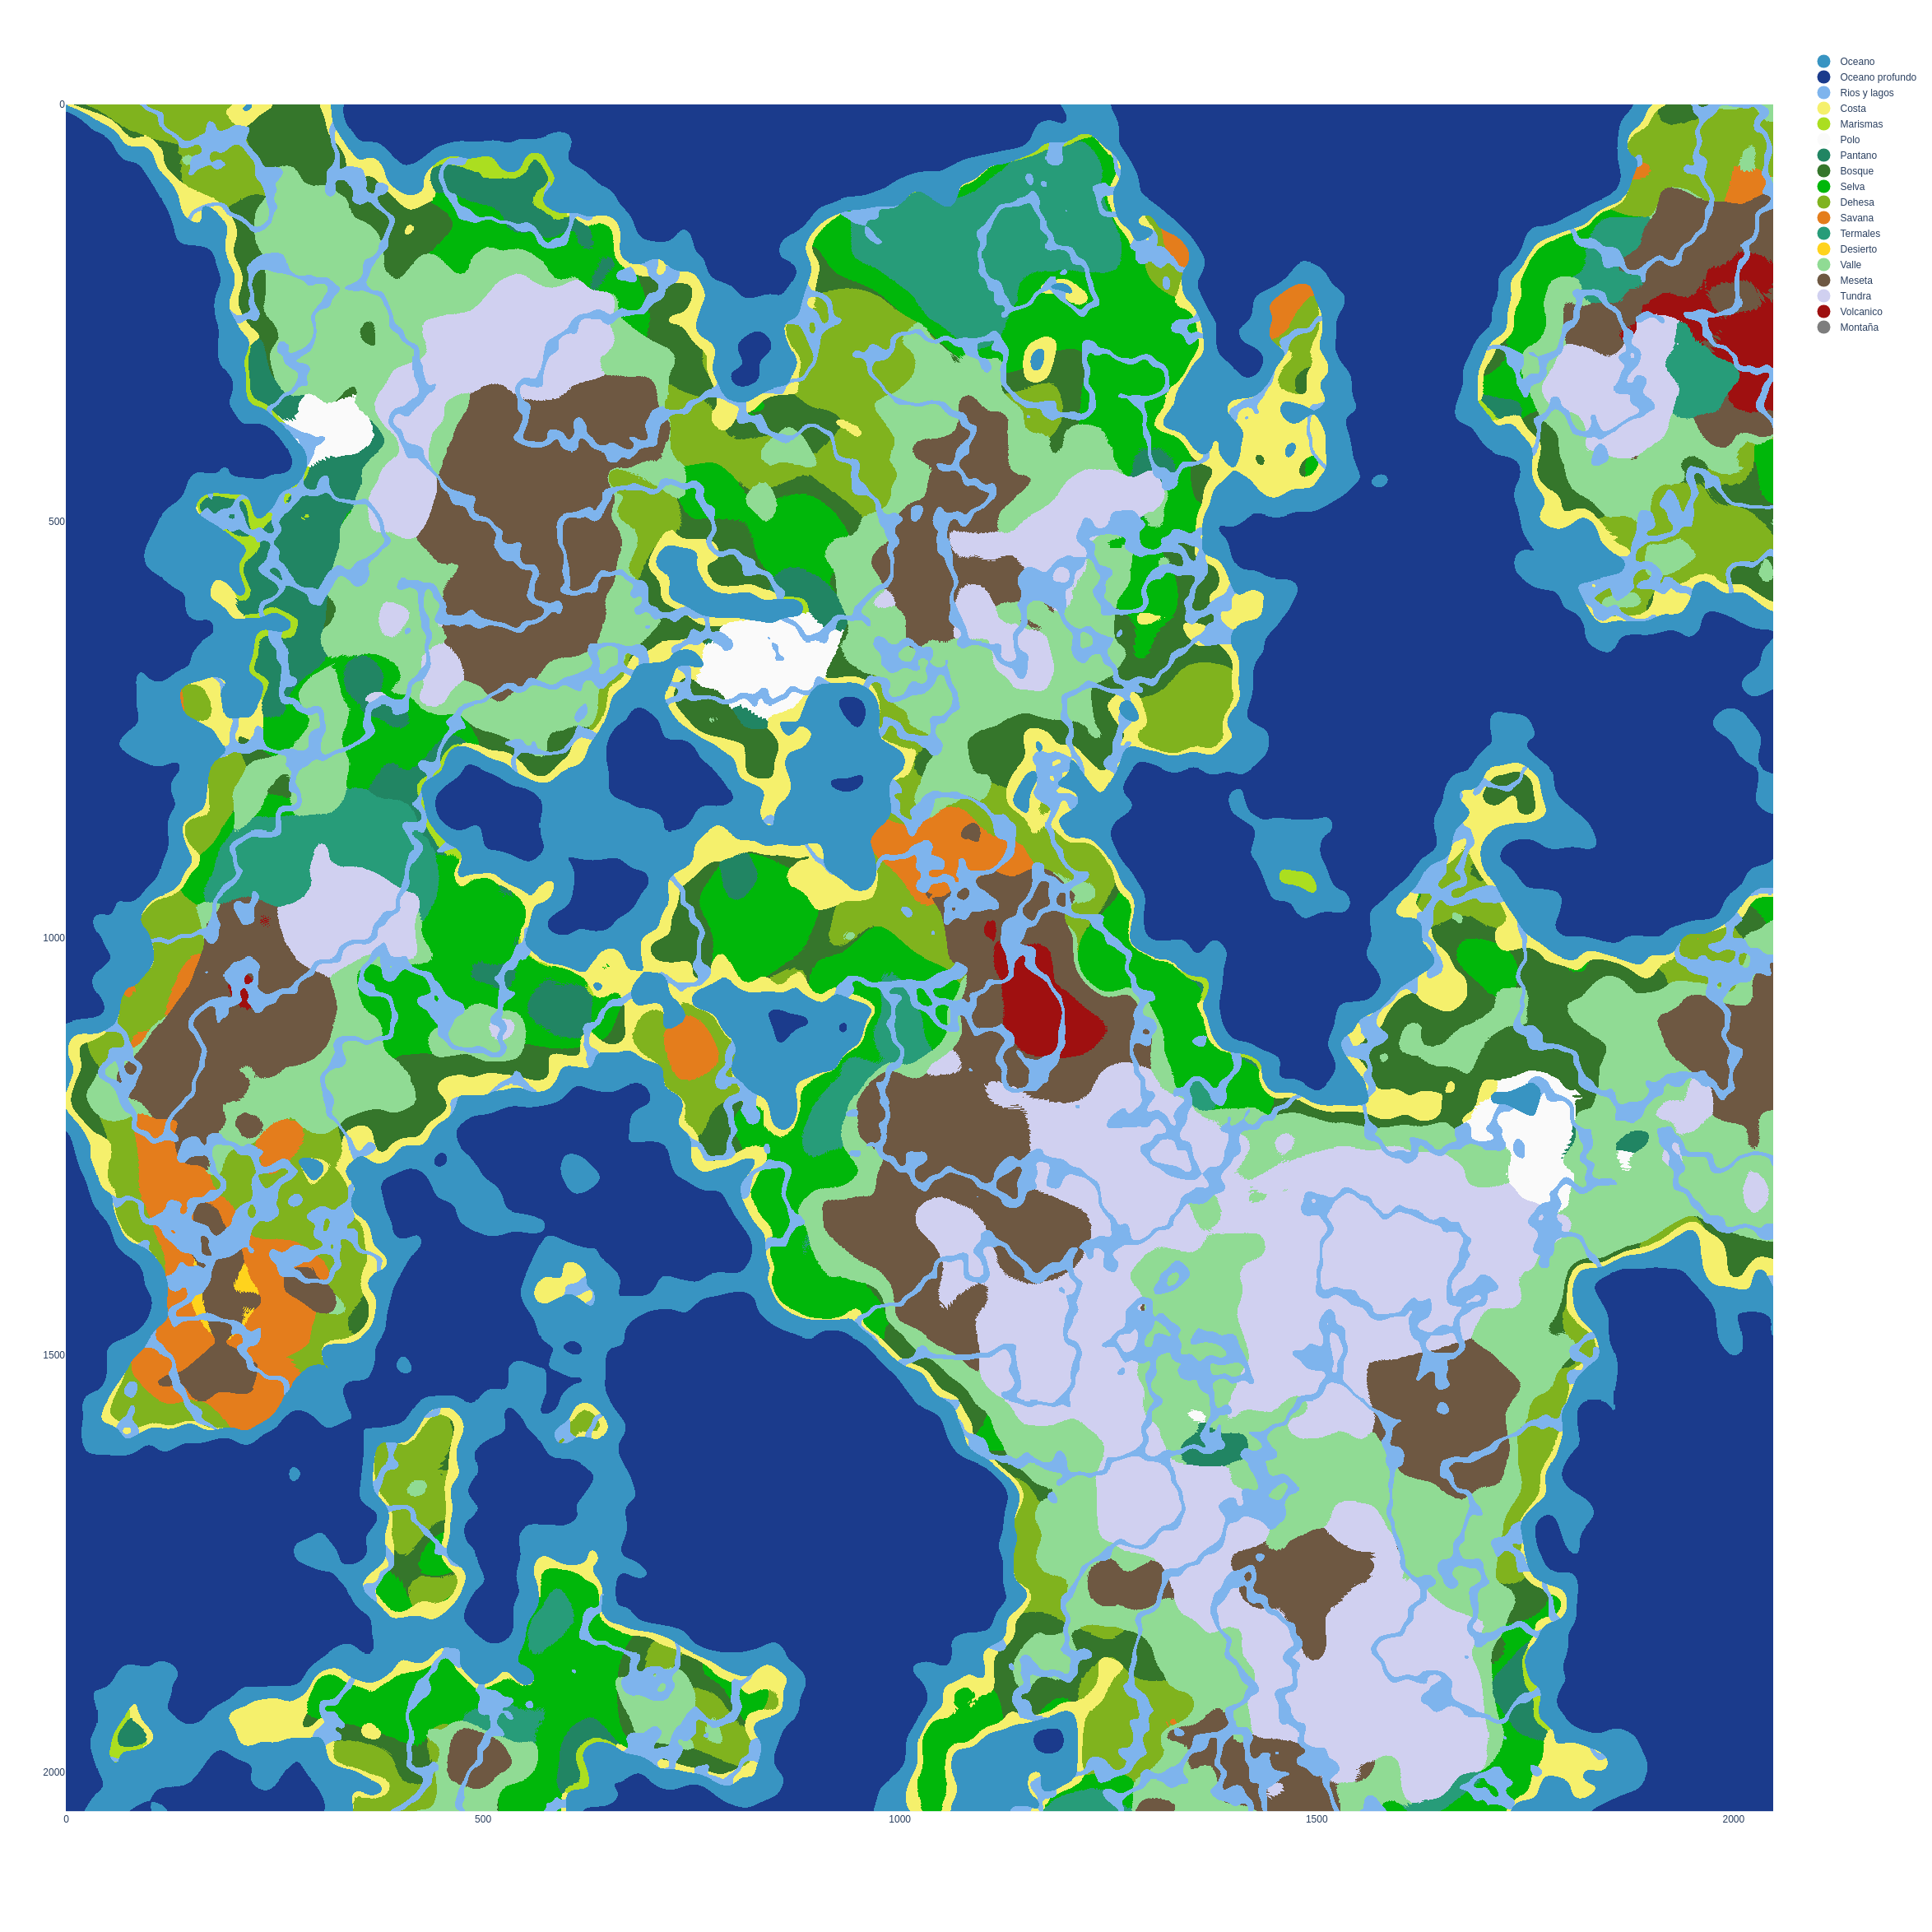 Oceano
Oceano profundo
Rios y lagos
Costa
Marismas
Polo
Pantano
Bosque
Selva
Dehesa
Savana
Termales
Desierto
Valle
Meseta
Tundra
Volcanico
Montaña
0
500
1000
1500
2000
0
500
1000
1500
2000